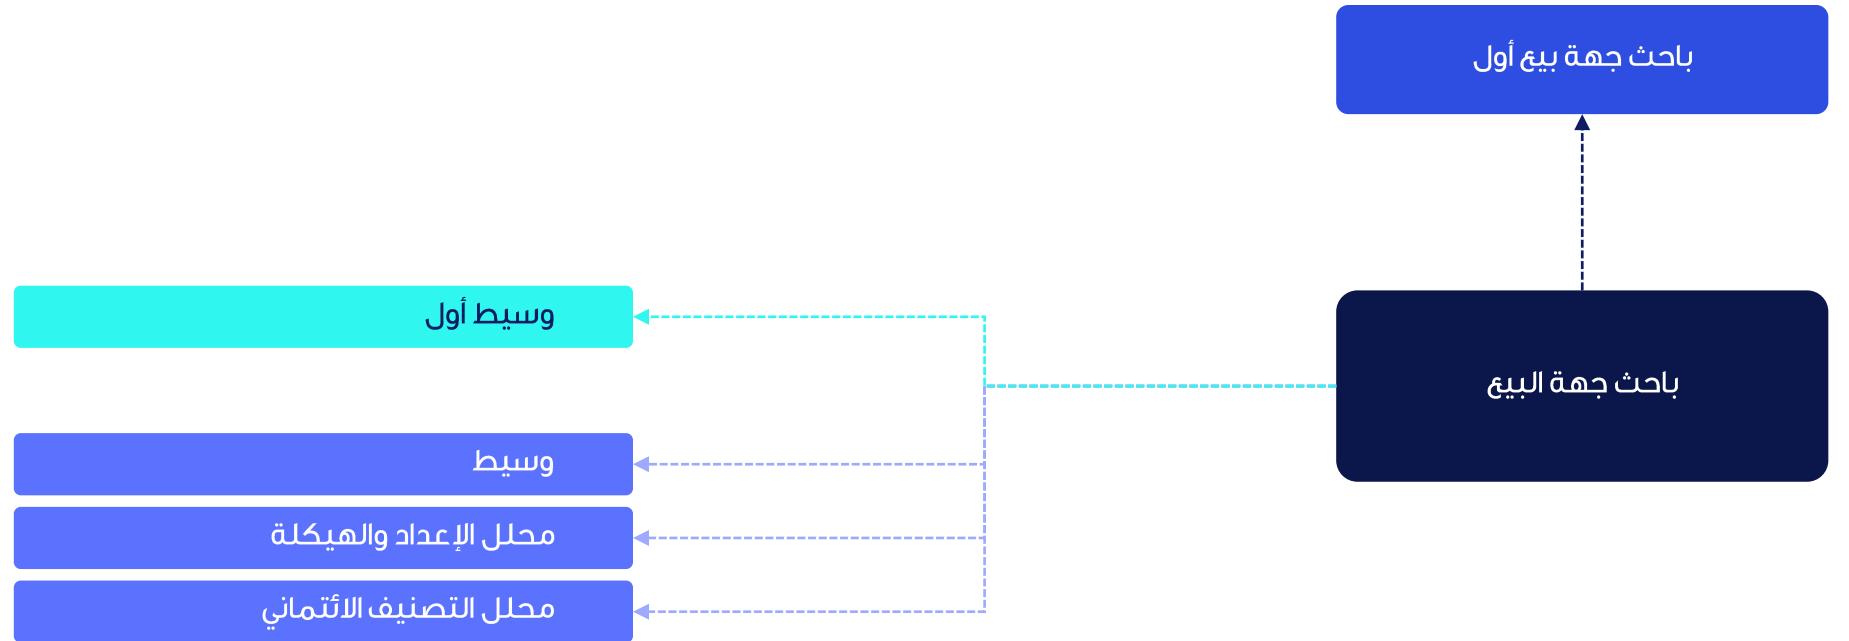 باحث جهة بيع أول
باحث جهة البيع
وسيط أول
وسيط
محلل الإعداد والهيكلة
محلل التصنيف الائتماني